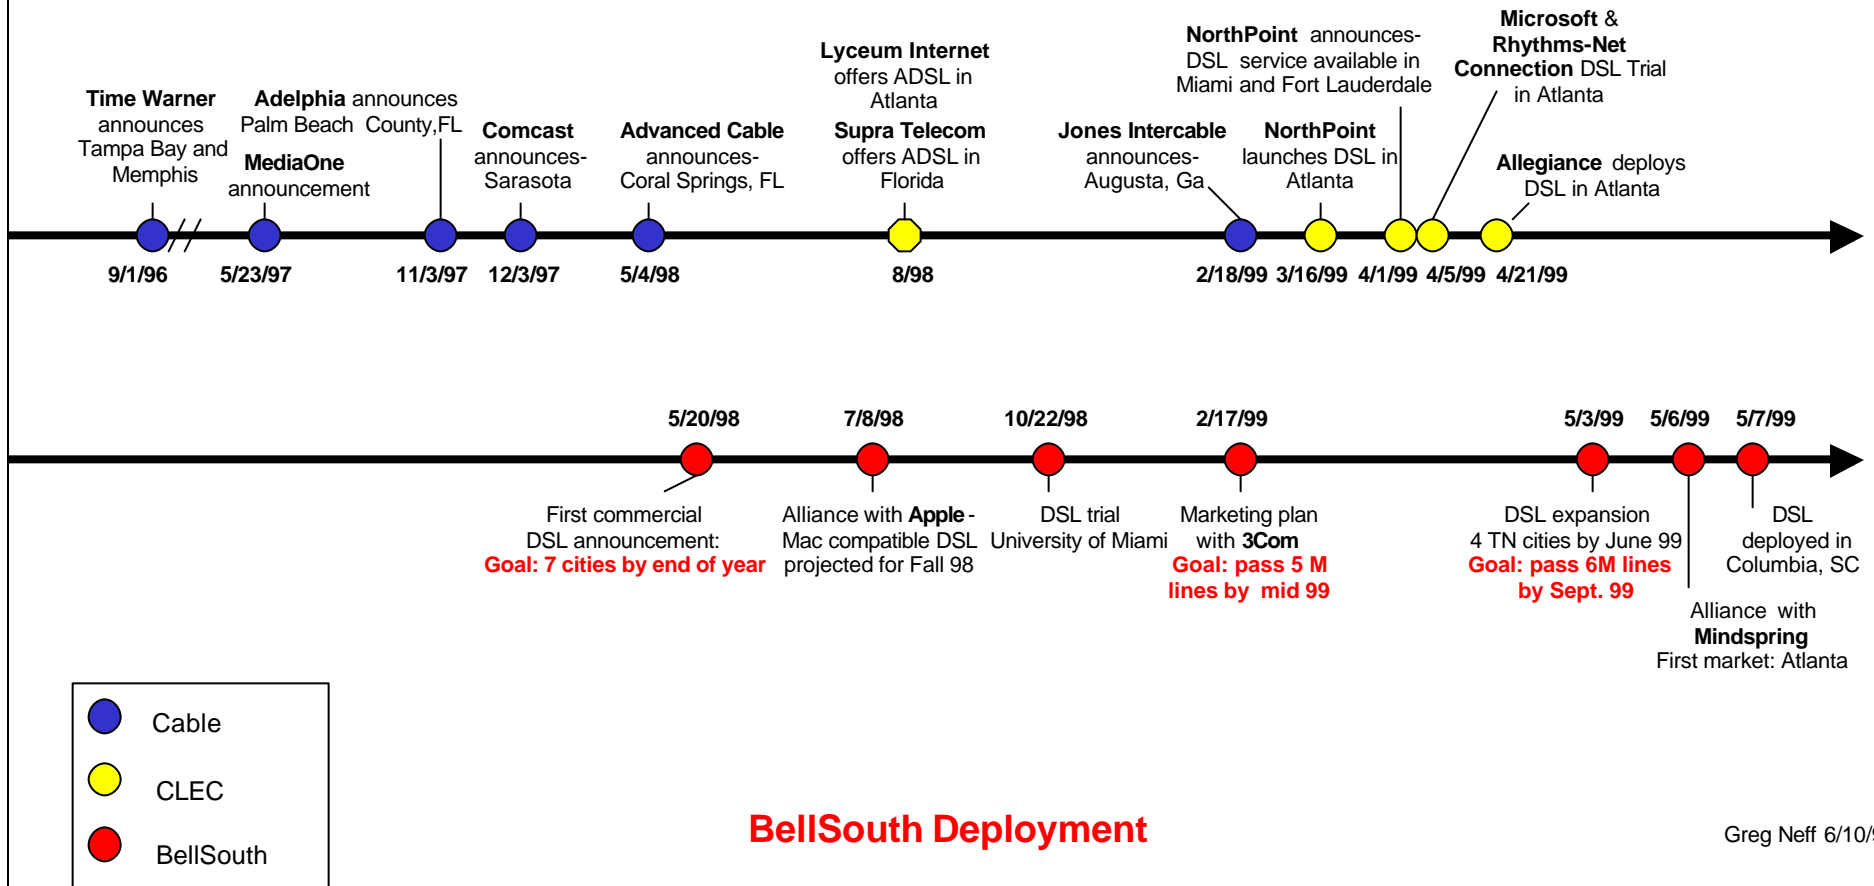 Time Warner
announces
Tampa Bay and
Memphis
MediaOne
announcement
Adelphia announces
Palm Beach County,FL
Comcast
announces-
Sarasota
Advanced Cable
announces-
Coral Springs, FL
Lyceum Internet
offers ADSL in
Atlanta
Supra Telecom
offers ADSL in
Florida
Jones Intercable
announces-
Augusta, Ga
NorthPoint
launches DSL in
Atlanta
NorthPoint announces-
DSL service available in
Miami and Fort Lauderdale
Microsoft &
Rhythms-Net
Connection DSL Trial
in Atlanta
Allegiance deploys
DSL in Atlanta
9/1/96
5/23/97
11/3/97
12/3/97
5/4/98
8/98
2/18/99
3/16/99
4/1/99
4/5/99
4/21/99
5/20/98
7/8/98
10/22/98
2/17/99
5/3/99
5/6/99
5/7/99
First commercial
DSL announcement:
Goal: 7 cities by end of year
Alliance with Apple -
Mac compatible DSL
projected for Fall 98
DSL trial
University of Miami
Marketing plan
with 3Com
Goal: pass 5 M
lines by mid 99
DSL expansion
4 TN cities by June 99
Goal: pass 6M lines
by Sept. 99
Alliance with
Mindspring
First market: Atlanta
DSL
deployed in
Columbia, SC
Cable
CLEC
BellSouth
BellSouth Deployment
Greg Neff 6/10/